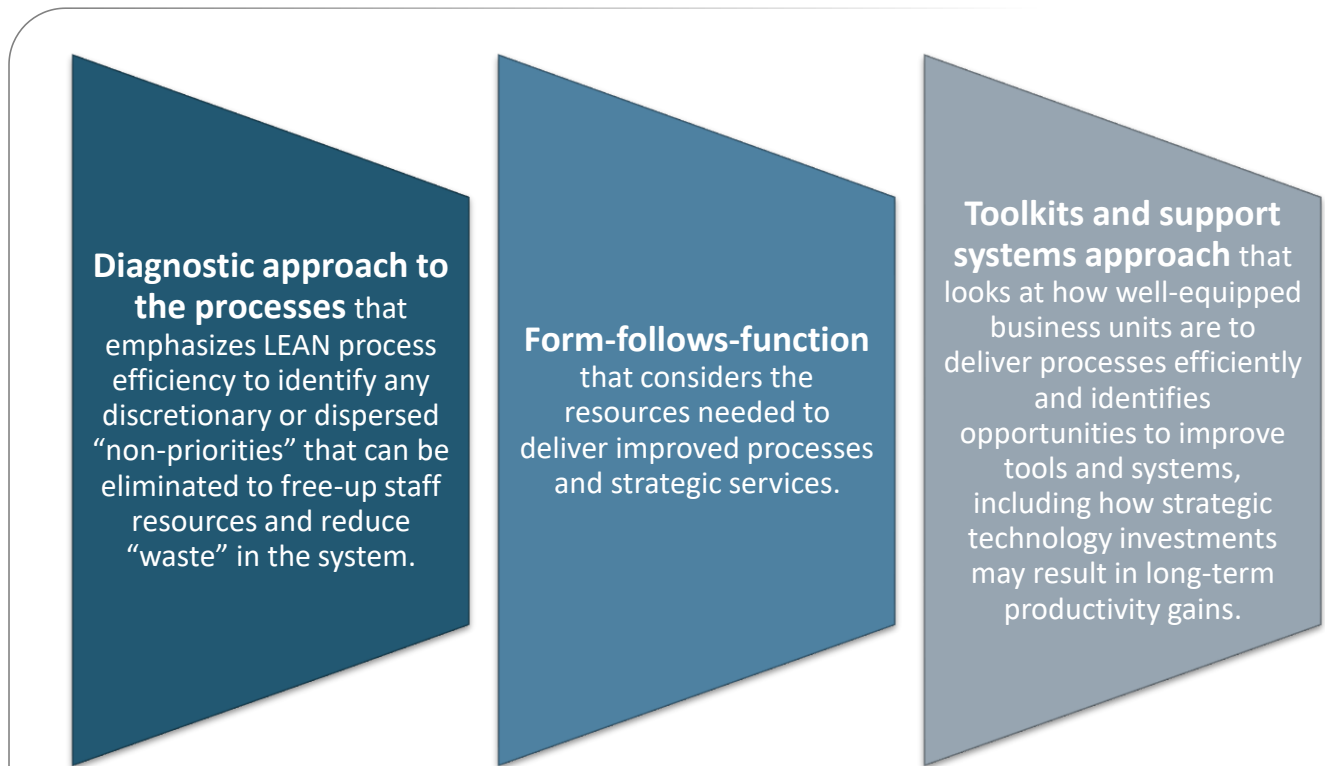 Diagnostic approach to
the processes that
emphasizes LEAN process
efficiency to identify any
discretionary or dispersed
“non-priorities” that can be
eliminated to free-up staff
resources and reduce
“waste” in the system.
Form-follows-function
that considers the
resources needed to
deliver improved processes
and strategic services.
Toolkits and support
systems approach that
looks at how well-equipped
business units are to
deliver processes efficiently
and identifies
opportunities to improve
tools and systems,
including how strategic
technology investments
may result in long-term
productivity gains.